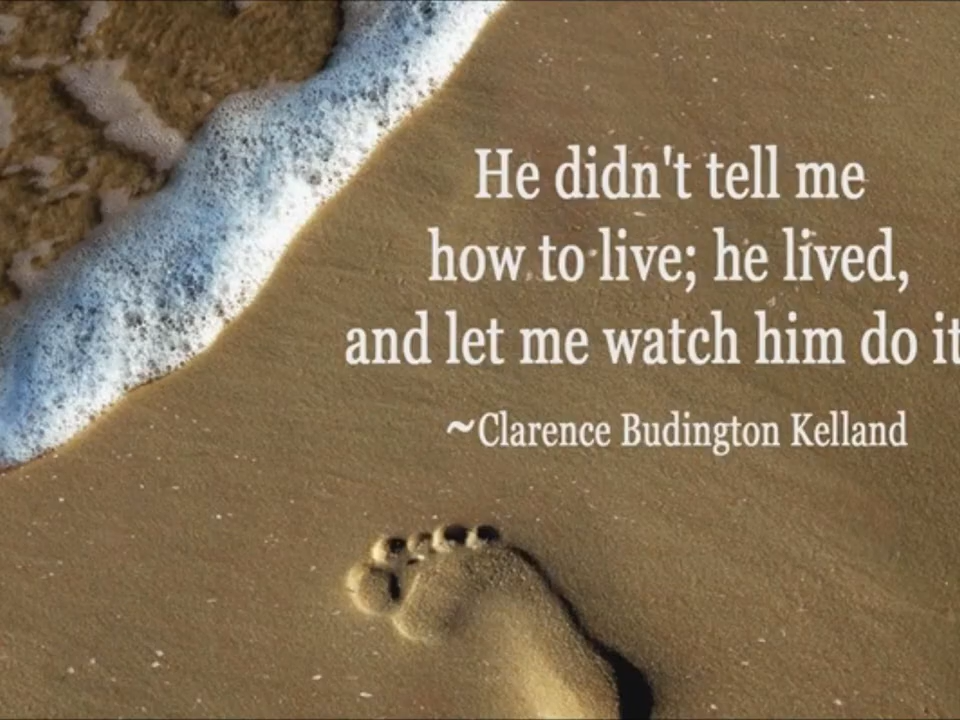 He didn't tell me
how to live; he lived,
and let me watch him do it
~Clarence Budington Kelland